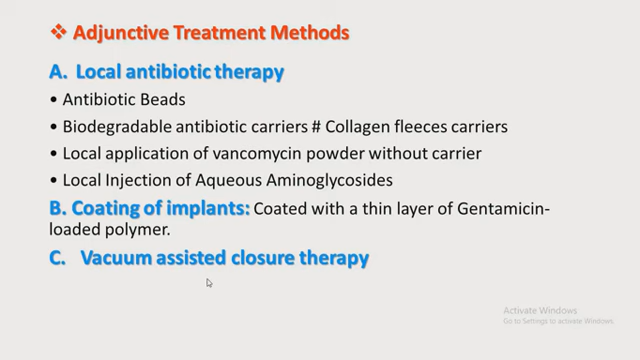 ❖ Adjunctive Treatment Methods
A. Local antibiotic therapy
• Antibiotic Beads
• Biodegradable antibiotic carriers # Collagen fleeces carriers
• Local application of vancomycin powder without carrier
• Local Injection of Aqueous Aminoglycosides
B. Coating of implants: Coated with a thin layer of Gentamicin-
loaded polymer.
C. Vacuum assisted closure therapy
Activate Windows
Go to Settings to activate Windows.